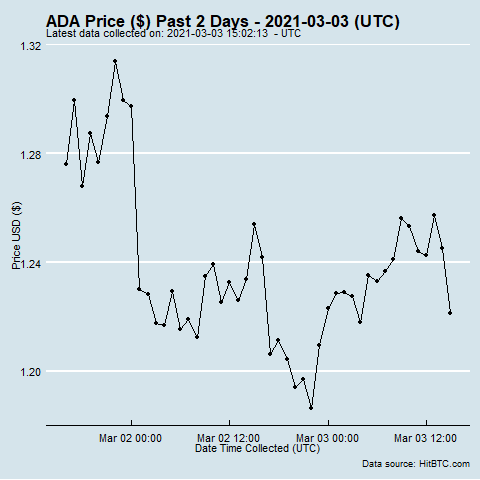 ADA Price ($) Past 2 Days - 2021-03-03 (UTC)
Latest data collected on: 2021-03-03 15:02:13 - UTC
1.32
1.28
1.24
1.20
Price USD ($)
Mar 02 00:00 Mar 02 12:00 Mar 03 00:00 Mar 03 12:00
Date Time Collected (UTC)
Data source: HitBTC.com